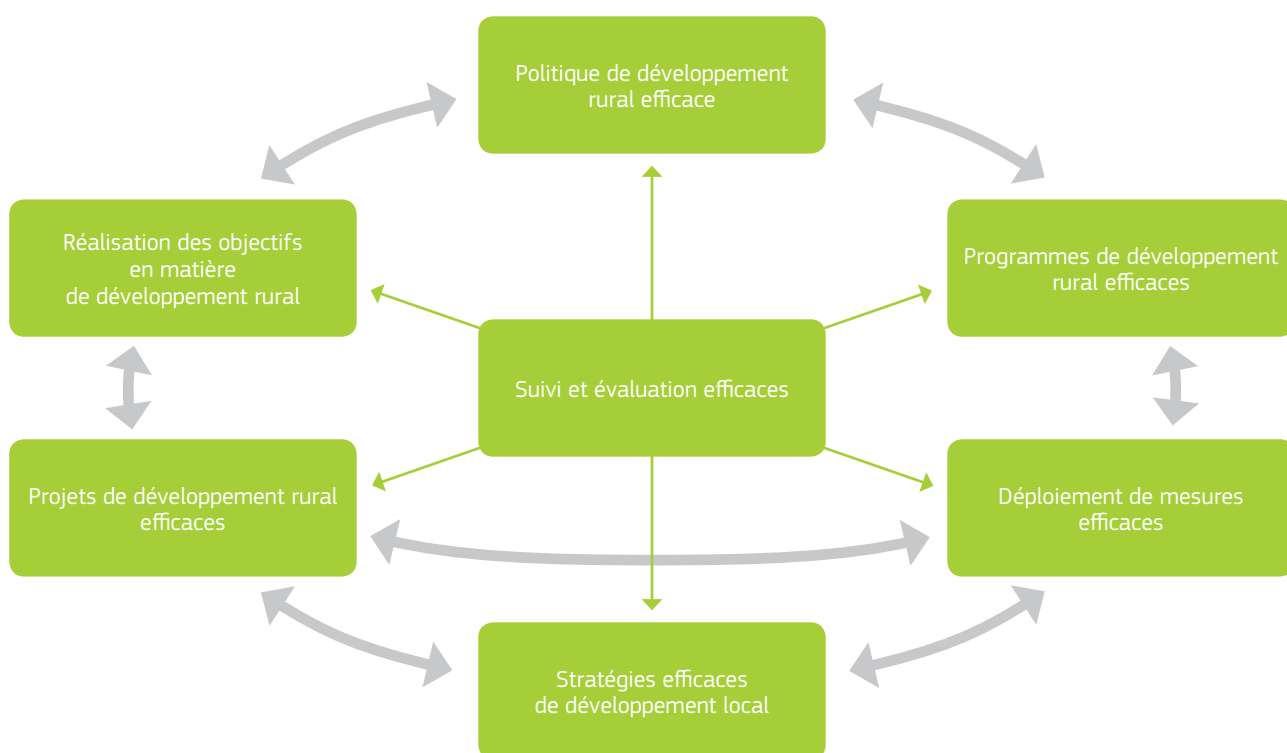 Politique de développement
rural efficace
Réalisation des objectifs
en matière
de développement rural
Programmes de développement
rural efficaces
Suivi et évaluation efficaces
Projets de développement rural
efficaces
Déploiement de mesures
efficaces
Stratégies efficaces
de développement local